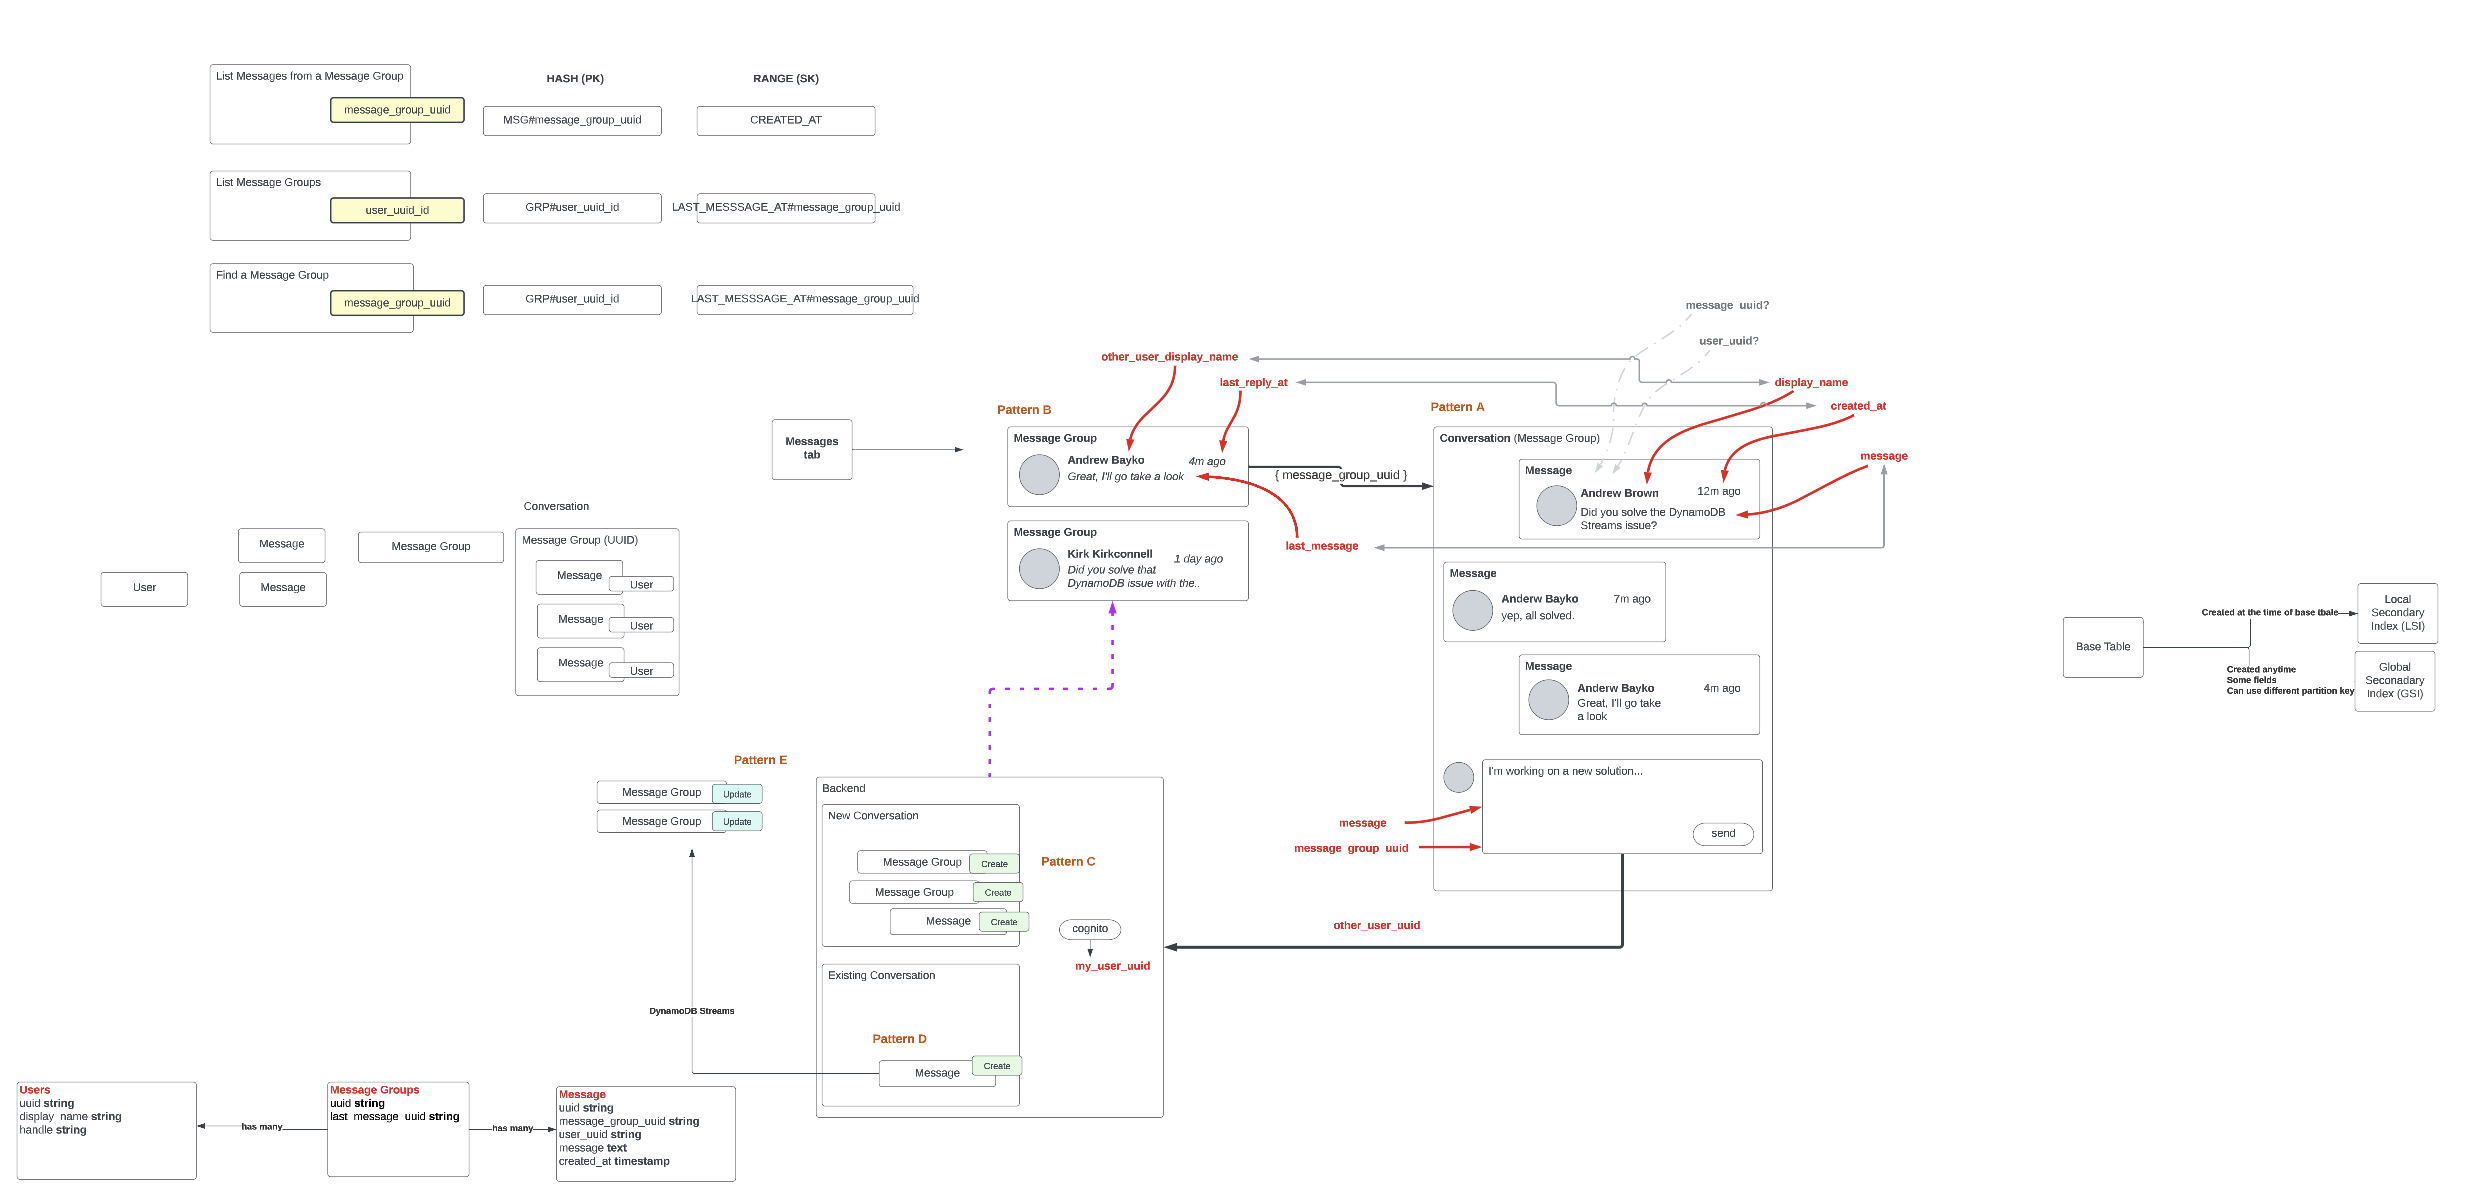 List Messages from a Message Group
message_group_uuid
HASH (PK)
RANGE (SK)
MSG#message_group_uuid
CREATED_AT
List Message Groups
user_uuid_id
GRP#user_uuid_id
LAST_MESSSAGE_AT#message_group_uuid
Find a Message Group
message_group_uuid
GRP#user_uuid_id
LAST_MESSSAGE_AT#message_group_uuid
message_uuid?
user_uuid?
other_user_display_name
last_reply_at
display_name
created_at
message
Messages
tab
Pattern B
Message Group
Andrew Bayko
4m ago
Great, I'll go take a look
Message Group
Kirk Kirkconnell
1 day ago
Did you solve that
DynamoDB issue with the..
last_message
{ message_group_uuid }
Pattern A
Conversation (Message Group)
Message
Andrew Brown
12m ago
Did you solve the DynamoDB
Streams issue?
Message
Anderw Bayko
7m ago
yep, all solved.
Message
Anderw Bayko
4m ago
Great, I'll go take
a look
I'm working on a new solution...
send
message
message_group_uuid
other_user_uuid
User
Message
Message
Message Group
Conversation
Message Group (UUID)
Message
User
Message
User
Message
User
Base Table
Created at the time of base tbale
Local
Secondary
Index (LSI)
Created anytime
Some fields
Can use different partition key
Global
Seconadary
Index (GSI)
Pattern E
Message Group
Update
Message Group
Update
DynamoDB Streams
Backend
New Conversation
Message Group
Create
Message Group
Create
Message
Create
Pattern C
cognito
my_user_uuid
Existing Conversation
Pattern D
Message
Create
Users
uuid string
display_name string
handle string
has many
Message Groups
uuid string
last_message_uuid string
has many
Message
uuid string
message_group_uuid string
user_uuid string
message text
created_at timestamp